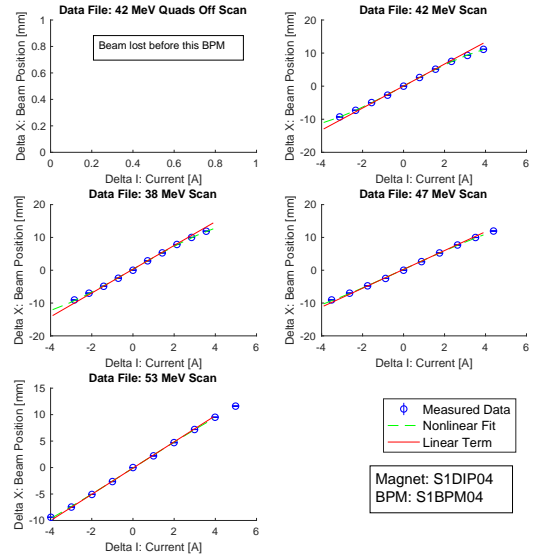 Data File: 42 MeV Quads Off Scan
Delta X: Beam Position [mm]
1
0.8
0.6
0.4
0.2
0
Beam lost before this BPM
0 0.2 0.4 0.6 0.8 1
Delta I: Current [A]
Data File: 42 MeV Scan
Delta X: Beam Position [mm]
20
10
0
-10
-20
-4 -2 0 2 4 6
Delta I: Current [A]
Data File: 38 MeV Scan
Delta X: Beam Position [mm]
20
10
0
-10
-20
-4 -2 0 2 4 6
Delta I: Current [A]
Data File: 47 MeV Scan
Delta X: Beam Position [mm]
20
10
0
-10
-20
-4 -2 0 2 4 6
Delta I: Current [A]
Data File: 53 MeV Scan
Delta X: Beam Position [mm]
15
10
5
0
-5
-10
-4 -2 0 2 4 6
Delta I: Current [A]
Measured Data
Nonlinear Fit
Linear Term
Magnet: S1DIP04
BPM: S1BPM04